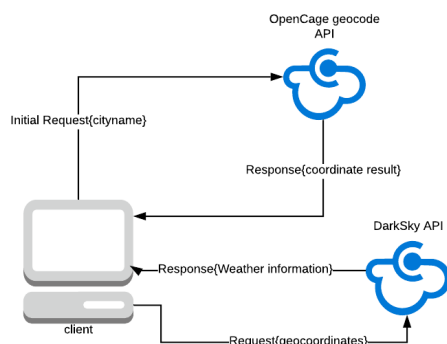 OpenCage geocode
API
Initial Request{cityname}
Response{coordinate result}
DarkSky API
Response{Weather information}
client
Request{geocoordinates}